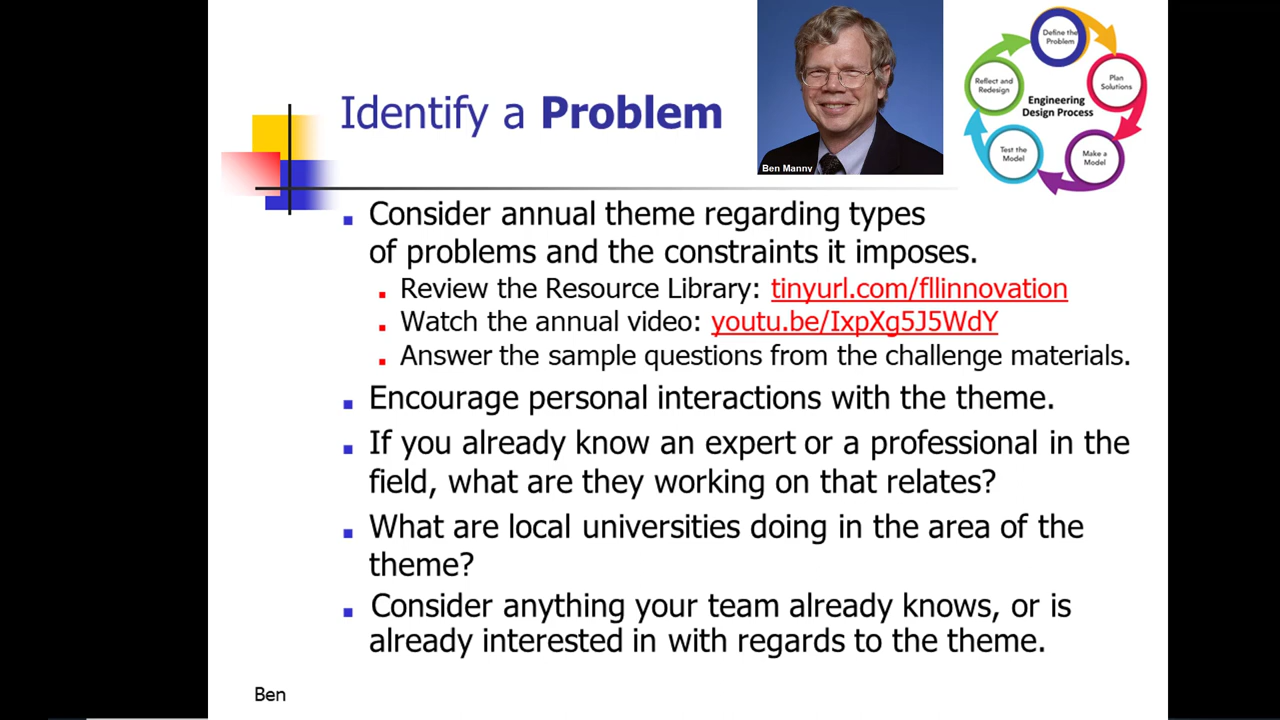 Identify a Problem
Ben Manny
Define the
Problem
Plan
Solutions
Make a
Model
Test the
Model
Reflect and
Redesign
Engineering
Design Process
Consider annual theme regarding types
of problems and the constraints it imposes.
Review the Resource Library: tinyurl.com/fllinnovation
Watch the annual video: youtu.be/IxpXg5J5WdY
Answer the sample questions from the challenge materials.
Encourage personal interactions with the theme.
If you already know an expert or a professional in the
field, what are they working on that relates?
What are local universities doing in the area of the
theme?
Consider anything your team already knows, or is
already interested in with regards to the theme.
Ben